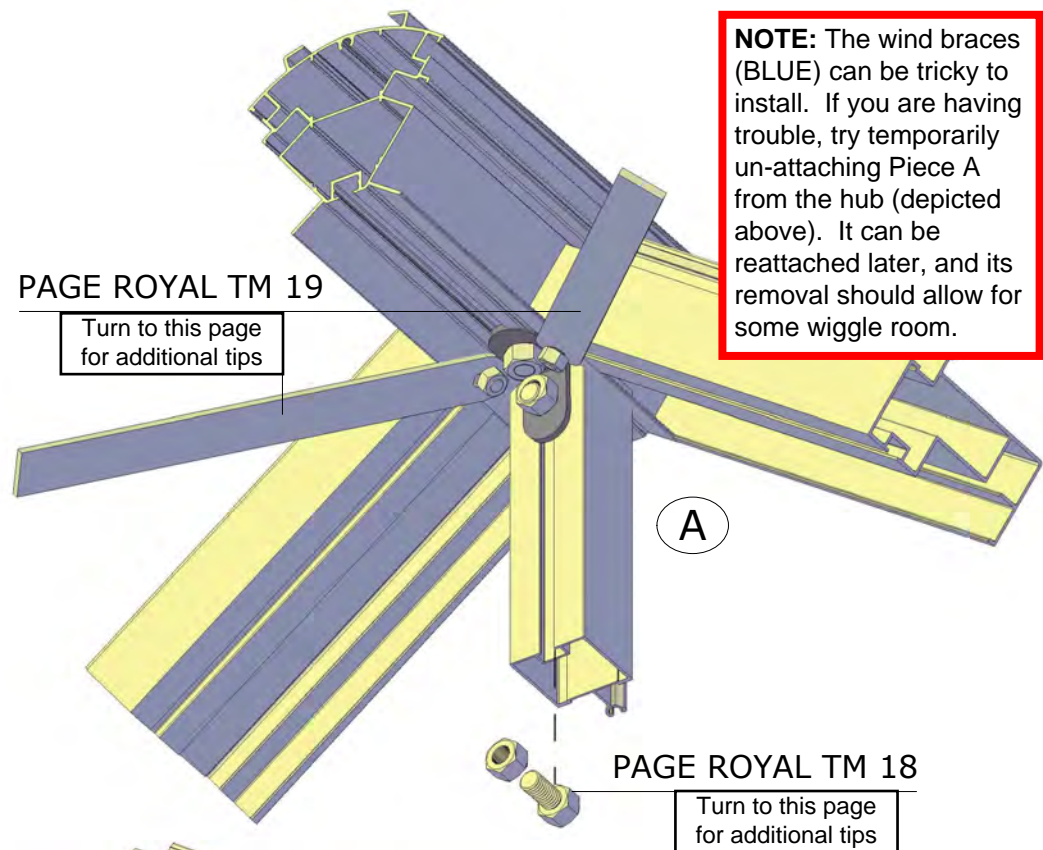 NOTE: The wind braces
(BLUE) can be tricky to
install. If you are having
trouble, try temporarily
un-attaching Piece A
from the hub (depicted
above). It can be
reattached later, and its
removal should allow for
some wiggle room.
PAGE ROYAL TM 19
Turn to this page
for additional tips
A
PAGE ROYAL TM 18
Turn to this page
for additional tips